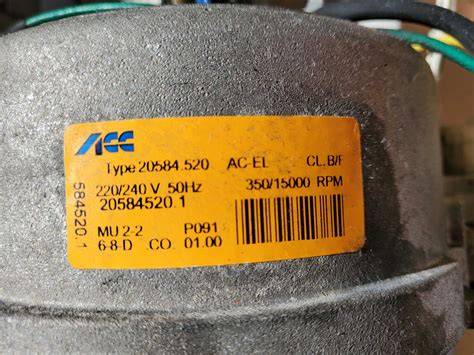 ACC
Type 20584.520 AC-EL CL.B/F
220/240 V 50Hz 350/15000 RPM
20584520.1
584520.1
MU 2-2 P091
6-8-D CO. 01.00